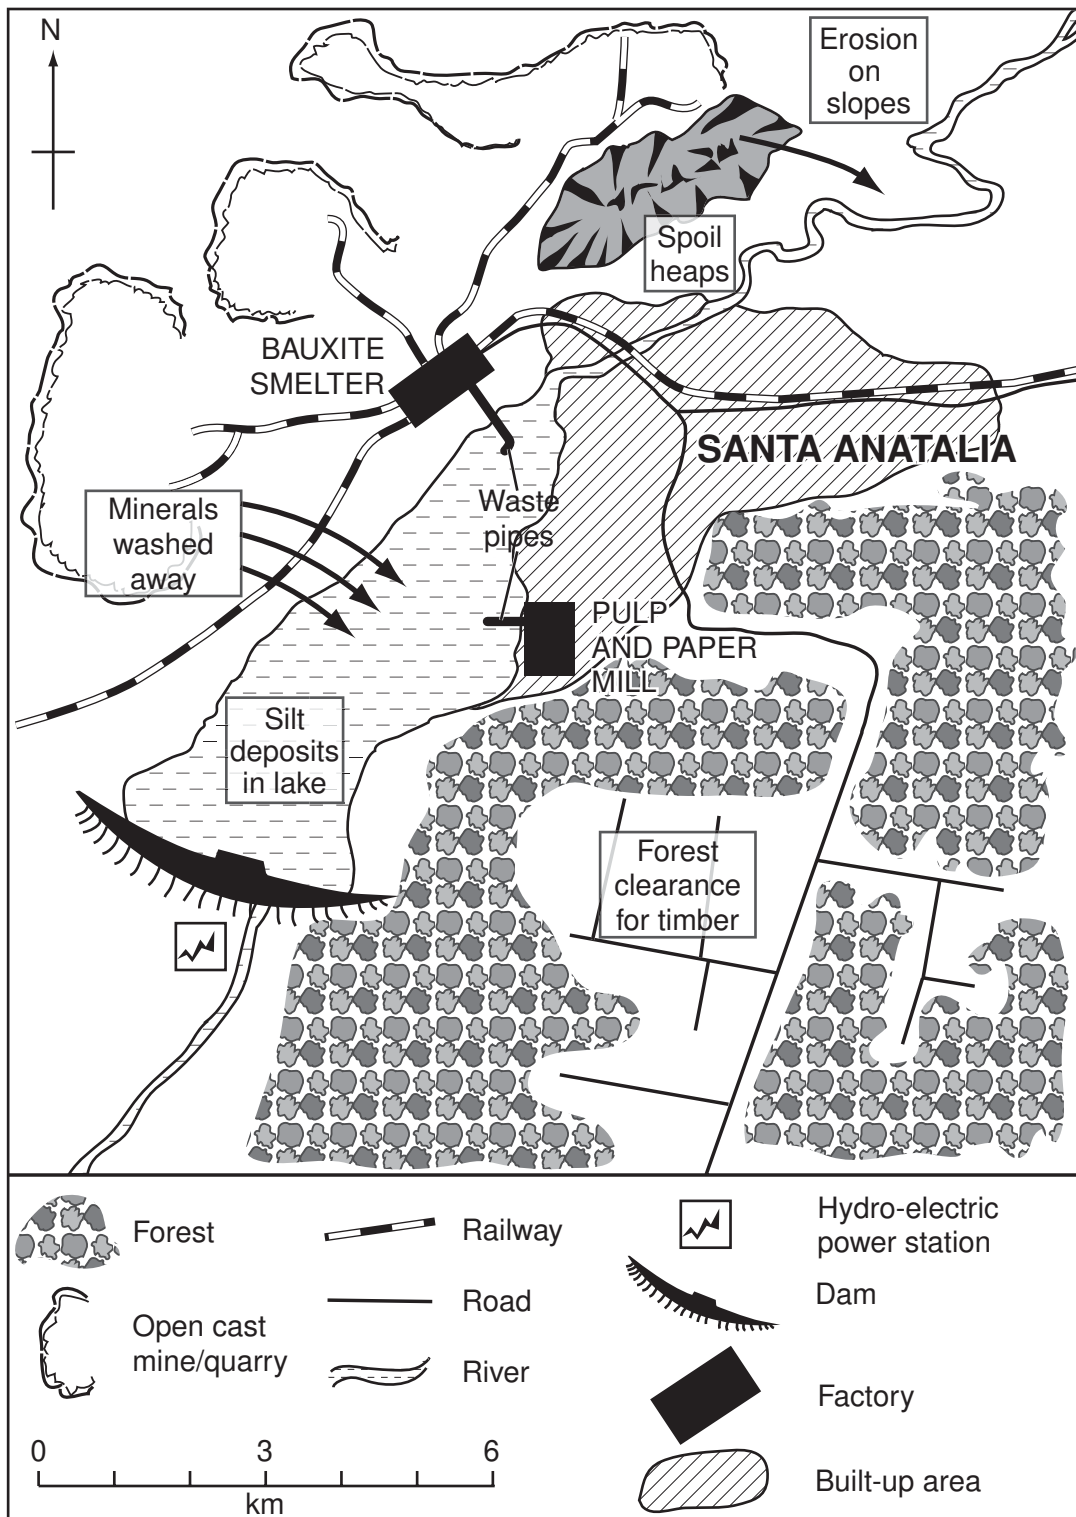 N
Erosion
on
slopes
Spoil
heaps
BAUXITE
SMELTER
SANTA ANATALIA
Minerals
washed
away
Waste
pipes
PULP
AND PAPER
MILL
Silt
deposits
in lake
Forest
clearance
for timber
Forest
Railway
Hydro-electric
power station
Road
Dam
Open cast
mine/quarry
River
Factory
0 3 6
km
Built-up area